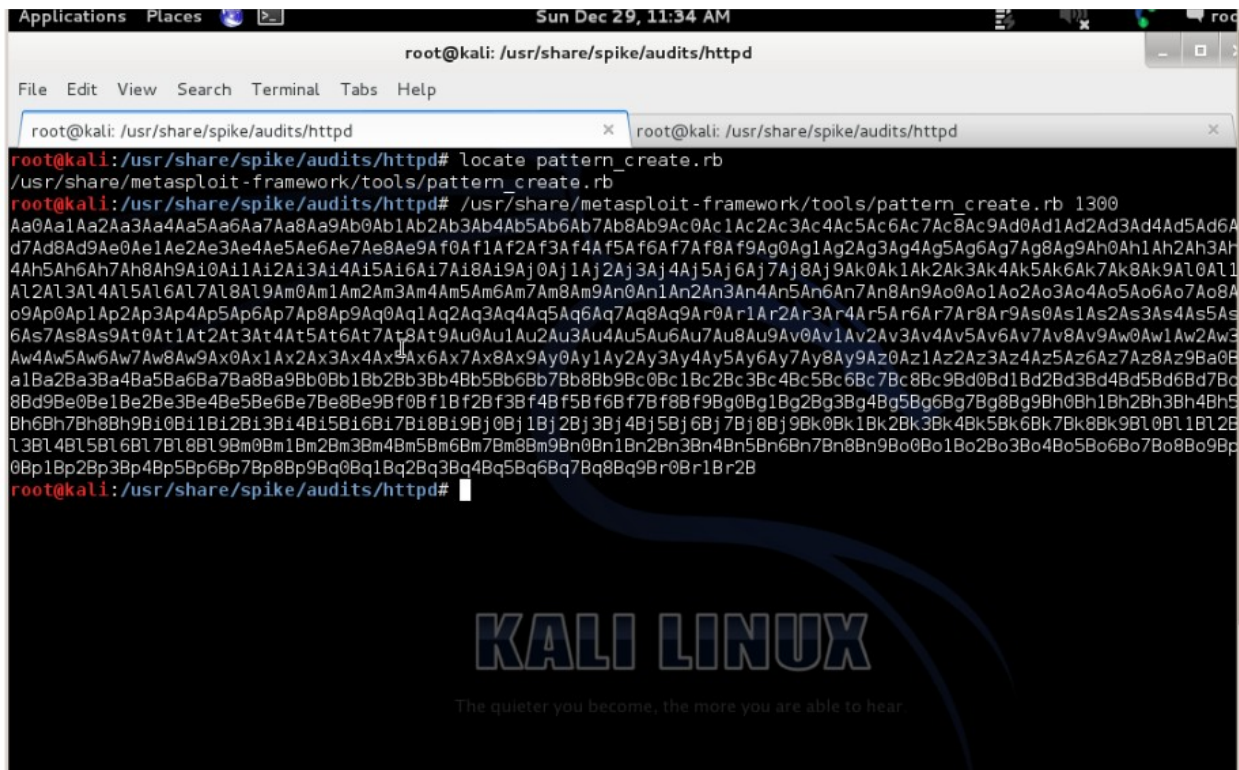 Applications Places Sun Dec 29, 11:34 AM roo
root@kali: /usr/share/spike/audits/httpd
File Edit View Search Terminal Tabs Help
root@kali: /usr/share/spike/audits/httpd × root@kali: /usr/share/spike/audits/httpd ×
root@kali:/usr/share/spike/audits/httpd# locate pattern_create.rb
/usr/share/metasploit-framework/tools/pattern_create.rb
root@kali:/usr/share/spike/audits/httpd# /usr/share/metasploit-framework/tools/pattern_create.rb 1300
Aa0Aa1Aa2Aa3Aa4Aa5Aa6Aa7Aa8Aa9Ab0Ab1Ab2Ab3Ab4Ab5Ab6Ab7Ab8Ab9Ac0Ac1Ac2Ac3Ac4Ac5Ac6Ac7Ac8Ac9Ad0Ad1Ad2Ad3Ad4Ad5Ad6A
d7Ad8Ad9Ae0Ae1Ae2Ae3Ae4Ae5Ae6Ae7Ae8Ae9Af0Af1Af2Af3Af4Af5Af6Af7Af8Af9Ag0Ag1Ag2Ag3Ag4Ag5Ag6Ag7Ag8Ag9Ah0Ah1Ah2Ah3Ah
4Ah5Ah6Ah7Ah8Ah9Ai0Ai1Ai2Ai3Ai4Ai5Ai6Ai7Ai8Ai9Aj0Aj1Aj2Aj3Aj4Aj5Aj6Aj7Aj8Aj9Ak0Ak1Ak2Ak3Ak4Ak5Ak6Ak7Ak8Ak9Al0Al1
Al2Al3Al4Al5Al6Al7Al8Al9Am0Am1Am2Am3Am4Am5Am6Am7Am8Am9An0An1An2An3An4An5An6An7An8An9Ao0Ao1Ao2Ao3Ao4Ao5Ao6Ao7Ao8A
o9Ap0Ap1Ap2Ap3Ap4Ap5Ap6Ap7Ap8Ap9Aq0Aq1Aq2Aq3Aq4Aq5Aq6Aq7Aq8Aq9Ar0Ar1Ar2Ar3Ar4Ar5Ar6Ar7Ar8Ar9As0As1As2As3As4As5As
6As7As8As9At0At1At2At3At4At5At6At7At8At9Au0Au1Au2Au3Au4Au5Au6Au7Au8Au9Av0Av1Av2Av3Av4Av5Av6Av7Av8Av9Aw0Aw1Aw2Aw3
Aw4Aw5Aw6Aw7Aw8Aw9Ax0Ax1Ax2Ax3Ax4Ax5Ax6Ax7Ax8Ax9Ay0Ay1Ay2Ay3Ay4Ay5Ay6Ay7Ay8Ay9Az0Az1Az2Az3Az4Az5Az6Az7Az8Az9Ba0B
a1Ba2Ba3Ba4Ba5Ba6Ba7Ba8Ba9Bb0Bb1Bb2Bb3Bb4Bb5Bb6Bb7Bb8Bb9Bc0Bc1Bc2Bc3Bc4Bc5Bc6Bc7Bc8Bc9Bd0Bd1Bd2Bd3Bd4Bd5Bd6Bd7Bd
8Bd9Be0Be1Be2Be3Be4Be5Be6Be7Be8Be9Bf0Bf1Bf2Bf3Bf4Bf5Bf6Bf7Bf8Bf9Bg0Bg1Bg2Bg3Bg4Bg5Bg6Bg7Bg8Bg9Bh0Bh1Bh2Bh3Bh4Bh5
Bh6Bh7Bh8Bh9Bi0Bi1Bi2Bi3Bi4Bi5Bi6Bi7Bi8Bi9Bj0Bj1Bj2Bj3Bj4Bj5Bj6Bj7Bj8Bj9Bk0Bk1Bk2Bk3Bk4Bk5Bk6Bk7Bk8Bk9Bl0Bl1Bl2B
l3Bl4Bl5Bl6Bl7Bl8Bl9Bm0Bm1Bm2Bm3Bm4Bm5Bm6Bm7Bm8Bm9Bn0Bn1Bn2Bn3Bn4Bn5Bn6Bn7Bn8Bn9Bo0Bo1Bo2Bo3Bo4Bo5Bo6Bo7Bo8Bo9Bp
0Bp1Bp2Bp3Bp4Bp5Bp6Bp7Bp8Bp9Bq0Bq1Bq2Bq3Bq4Bq5Bq6Bq7Bq8Bq9Br0Br1Br2B
root@kali:/usr/share/spike/audits/httpd#
KALI LINUX
The quieter you become, the more you are able to hear.